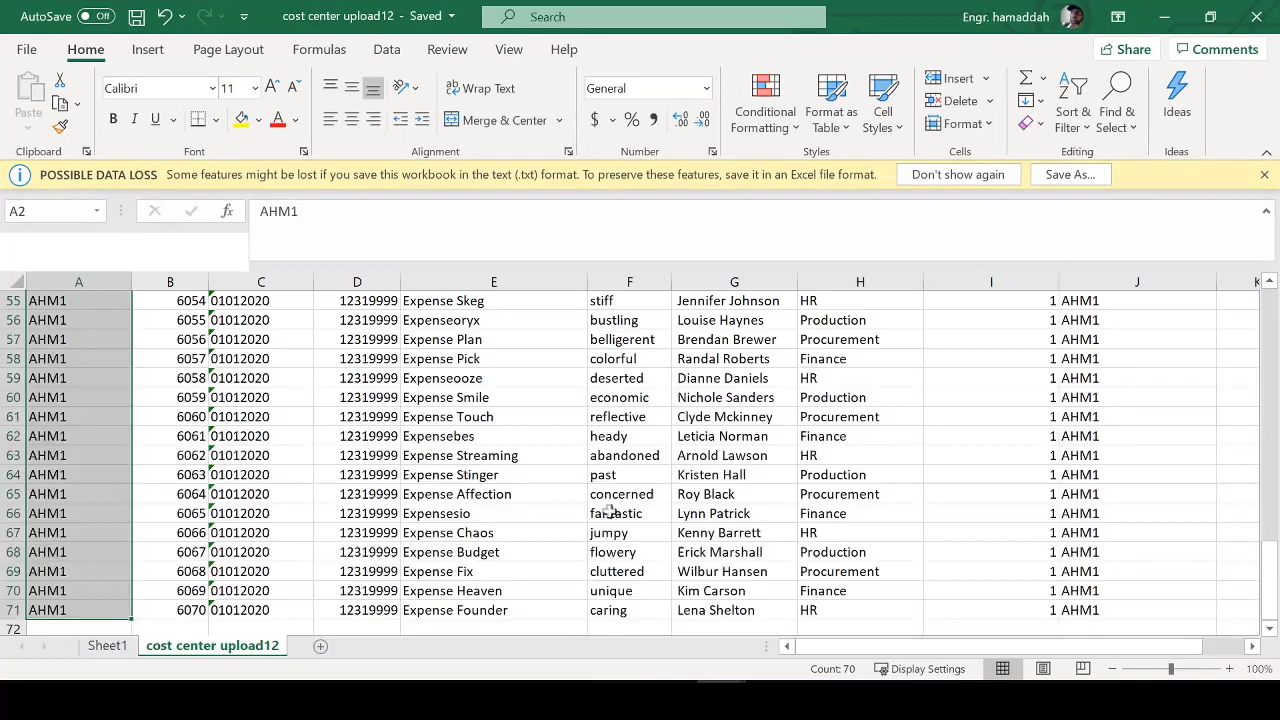 AutoSave Off cost center upload12 - Saved Search Engr. hamaddah
File Home Insert Page Layout Formulas Data Review View Help Share Comments
Paste Calibri 11 Wrap Text General Conditional Formatting Format as Table Cell Styles Insert Sort & Filter Find & Select Ideas
B I U Merge & Center $ % Delete Format
Clipboard Font Alignment Number Styles Cells Editing Ideas
POSSIBLE DATA LOSS Some features might be lost if you save this workbook in the text (.txt) format. To preserve these features, save it in an Excel file format. Don't show again Save As...
A2 fx AHM1
A B C D E F G H I J K
55 AHM1 6054 01012020 12319999 Expense Skeg stiff Jennifer Johnson HR 1 AHM1
56 AHM1 6055 01012020 12319999 Expenseoryx bustling Louise Haynes Production 1 AHM1
57 AHM1 6056 01012020 12319999 Expense Plan belligerent Brendan Brewer Procurement 1 AHM1
58 AHM1 6057 01012020 12319999 Expense Pick colorful Randal Roberts Finance 1 AHM1
59 AHM1 6058 01012020 12319999 Expenseooze deserted Dianne Daniels HR 1 AHM1
60 AHM1 6059 01012020 12319999 Expense Smile economic Nichole Sanders Production 1 AHM1
61 AHM1 6060 01012020 12319999 Expense Touch reflective Clyde Mckinney Procurement 1 AHM1
62 AHM1 6061 01012020 12319999 Expensebes heady Leticia Norman Finance 1 AHM1
63 AHM1 6062 01012020 12319999 Expense Streaming abandoned Arnold Lawson HR 1 AHM1
64 AHM1 6063 01012020 12319999 Expense Stinger past Kristen Hall Production 1 AHM1
65 AHM1 6064 01012020 12319999 Expense Affection concerned Roy Black Procurement 1 AHM1
66 AHM1 6065 01012020 12319999 Expensesio fantastic Lynn Patrick Finance 1 AHM1
67 AHM1 6066 01012020 12319999 Expense Chaos jumpy Kenny Barrett HR 1 AHM1
68 AHM1 6067 01012020 12319999 Expense Budget flowery Erick Marshall Production 1 AHM1
69 AHM1 6068 01012020 12319999 Expense Fix cluttered Wilbur Hansen Procurement 1 AHM1
70 AHM1 6069 01012020 12319999 Expense Heaven unique Kim Carson Finance 1 AHM1
71 AHM1 6070 01012020 12319999 Expense Founder caring Lena Shelton HR 1 AHM1
72
Sheet1 cost center upload12
Count: 70 Display Settings 100%